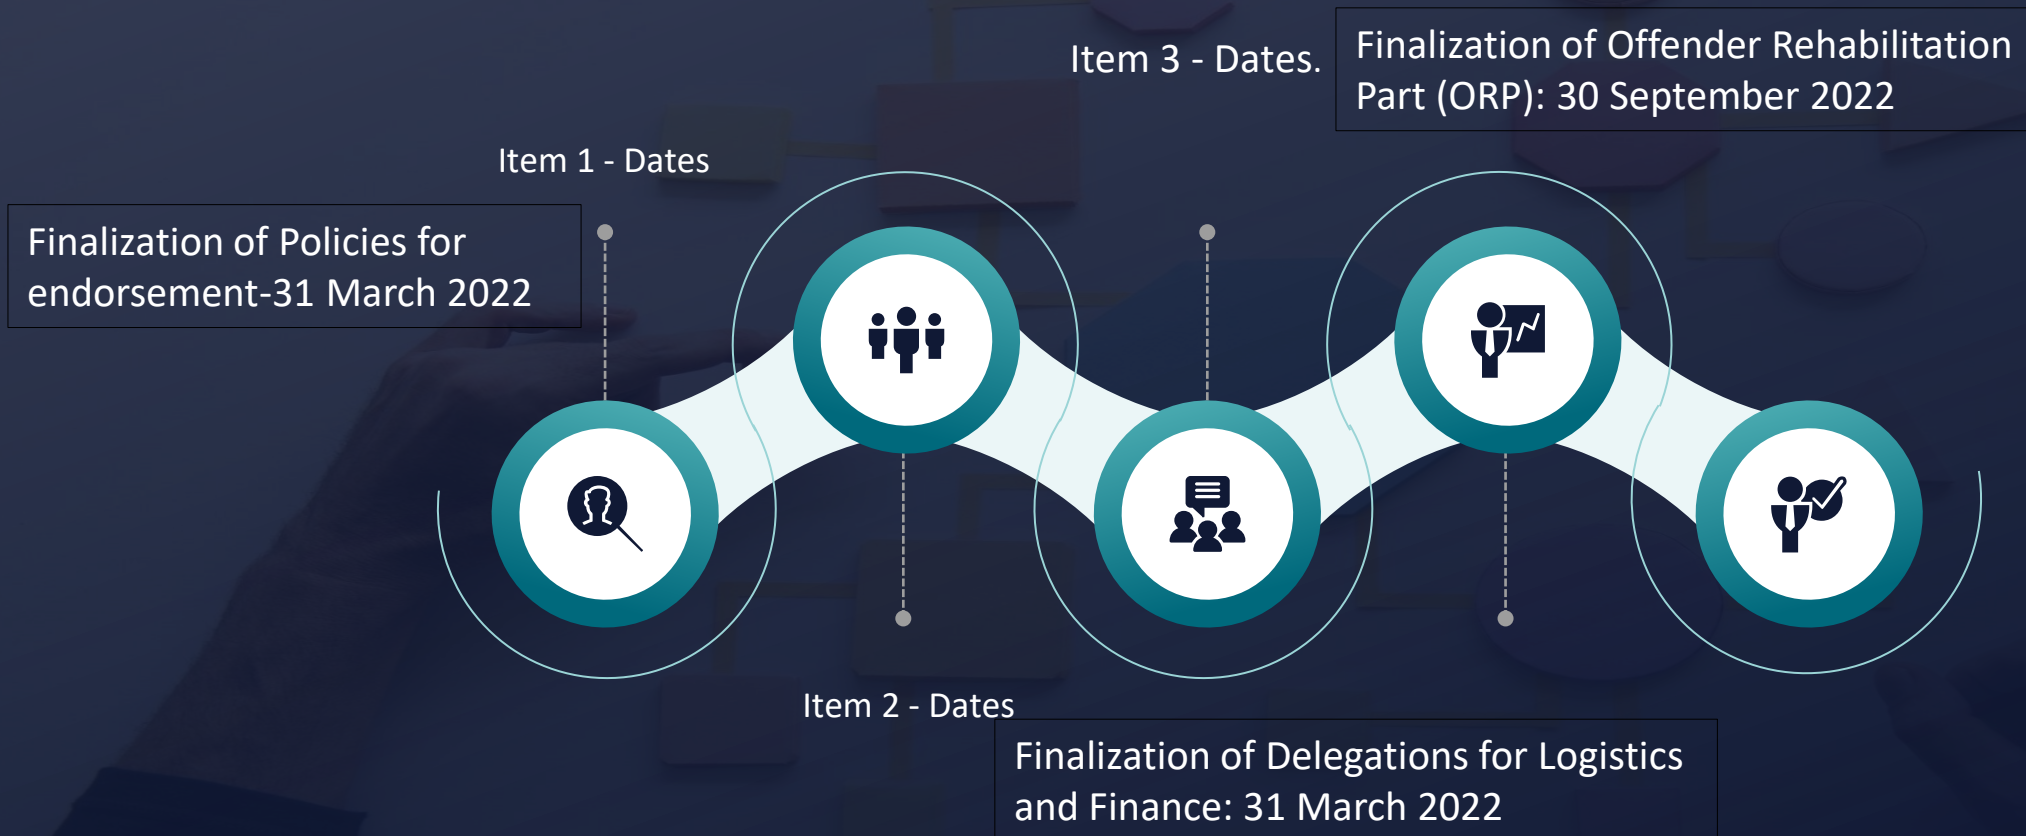 Item 1 - Dates
Finalization of Policies for
endorsement-31 March 2022
Item 2 - Dates
Finalization of Delegations for Logistics
and Finance: 31 March 2022
Item 3 - Dates.
Finalization of Offender Rehabilitation
Part (ORP): 30 September 2022